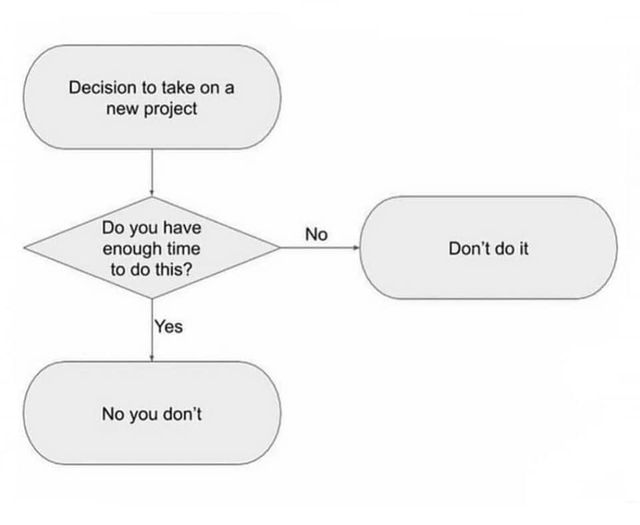 Decision to take on a
new project
Do you have
enough time
to do this?
No
Don't do it
Yes
No you don't